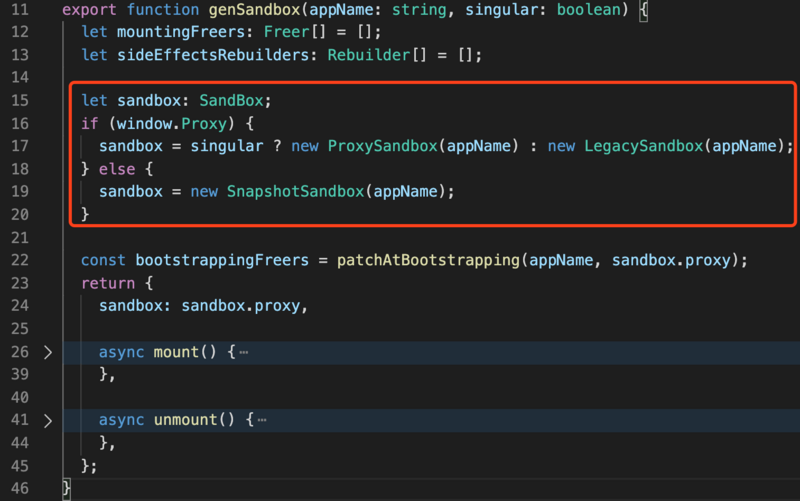 11 export function genSandbox(appName: string, singular: boolean) {
12 let mountingFreers: Freer[] = [];
13 let sideEffectsRebuilders: Rebuilder[] = [];
14
15 let sandbox: SandBox;
16 if (window.Proxy) {
17 sandbox = singular ? new ProxySandbox(appName) : new LegacySandbox(appName);
18 } else {
19 sandbox = new SnapshotSandbox(appName);
20 }
21
22 const bootstrappingFreers = patchAtBootstrapping(appName, sandbox.proxy);
23 return {
24 sandbox: sandbox.proxy,
25
26 async mount() {⋯
39 },
40
41 async unmount() {⋯
44 },
45 };
46 }